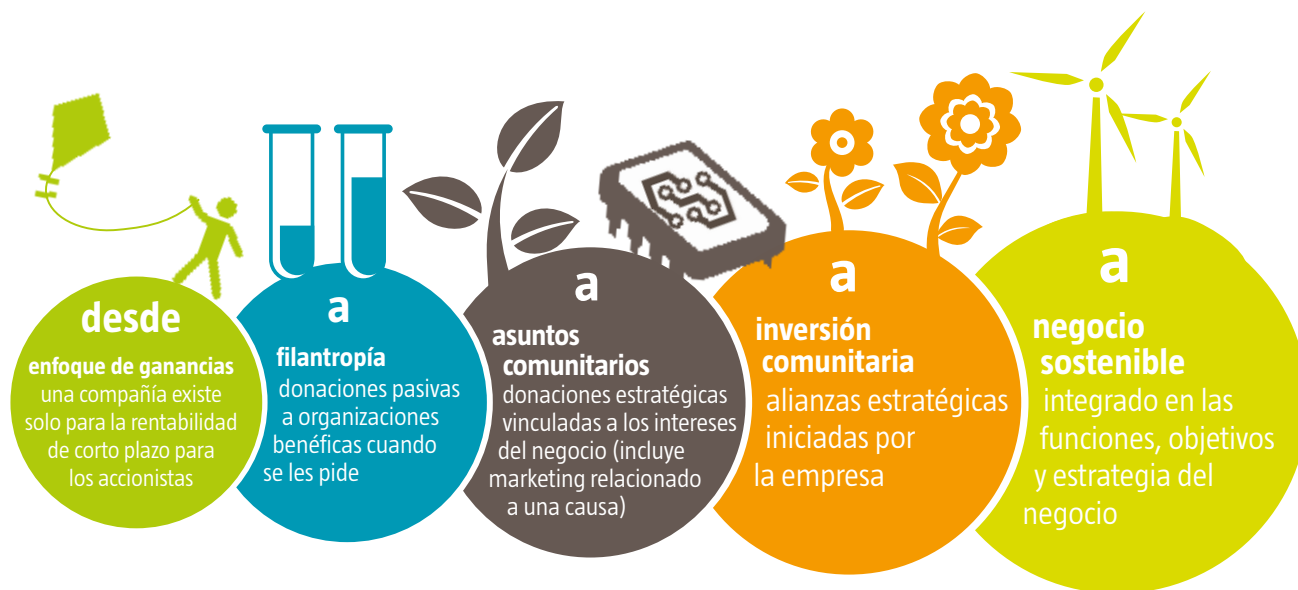 desde
enfoque de ganancias
una compañía existe
solo para la rentabilidad
de corto plazo para
los accionistas
a
filantropía
donaciones pasivas
a organizaciones
benéficas cuando
se les pide
a
asuntos
comunitarios
donaciones estratégicas
vinculadas a los intereses
del negocio (incluye
marketing relacionado
a una causa)
a
inversión
comunitaria
alianzas estratégicas
iniciadas por
la empresa
a
negocio
sostenible
integrado en las
funciones, objetivos
y estrategia del
negocio